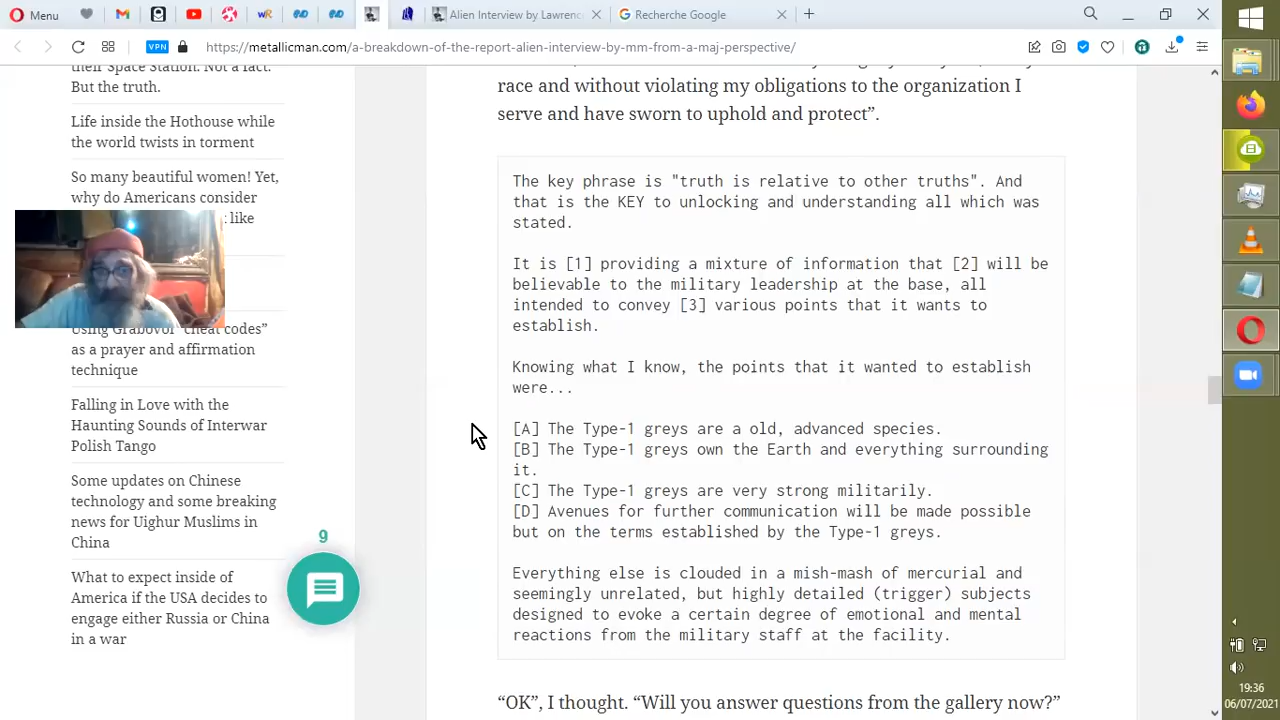 Menu
Alien Interview by Lawrenc
Recherche Google
VPN
https://metallicman.com/a-breakdown-of-the-report-alien-interview-by-mm-from-a-maj-perspective/
their Space Station. Not a fact.
But the truth.
Life inside the Hothouse while
the world twists in torment
So many beautiful women! Yet,
why do Americans consider
like
Using Grabovoi “cheat codes”
as a prayer and affirmation
technique
Falling in Love with the
Haunting Sounds of Interwar
Polish Tango
Some updates on Chinese
technology and some breaking
news for Uighur Muslims in
China
What to expect inside of
America if the USA decides to
engage either Russia or China
in a war
9
race and without violating my obligations to the organization I
serve and have sworn to uphold and protect”.
The key phrase is "truth is relative to other truths". And
that is the KEY to unlocking and understanding all which was
stated.
It is [1] providing a mixture of information that [2] will be
believable to the military leadership at the base, all
intended to convey [3] various points that it wants to
establish.
Knowing what I know, the points that it wanted to establish
were...
[A] The Type-1 greys are a old, advanced species.
[B] The Type-1 greys own the Earth and everything surrounding
it.
[C] The Type-1 greys are very strong militarily.
[D] Avenues for further communication will be made possible
but on the terms established by the Type-1 greys.
Everything else is clouded in a mish-mash of mercurial and
seemingly unrelated, but highly detailed (trigger) subjects
designed to evoke a certain degree of emotional and mental
reactions from the military staff at the facility.
“OK”, I thought. “Will you answer questions from the gallery now?”
19:36
06/07/2021